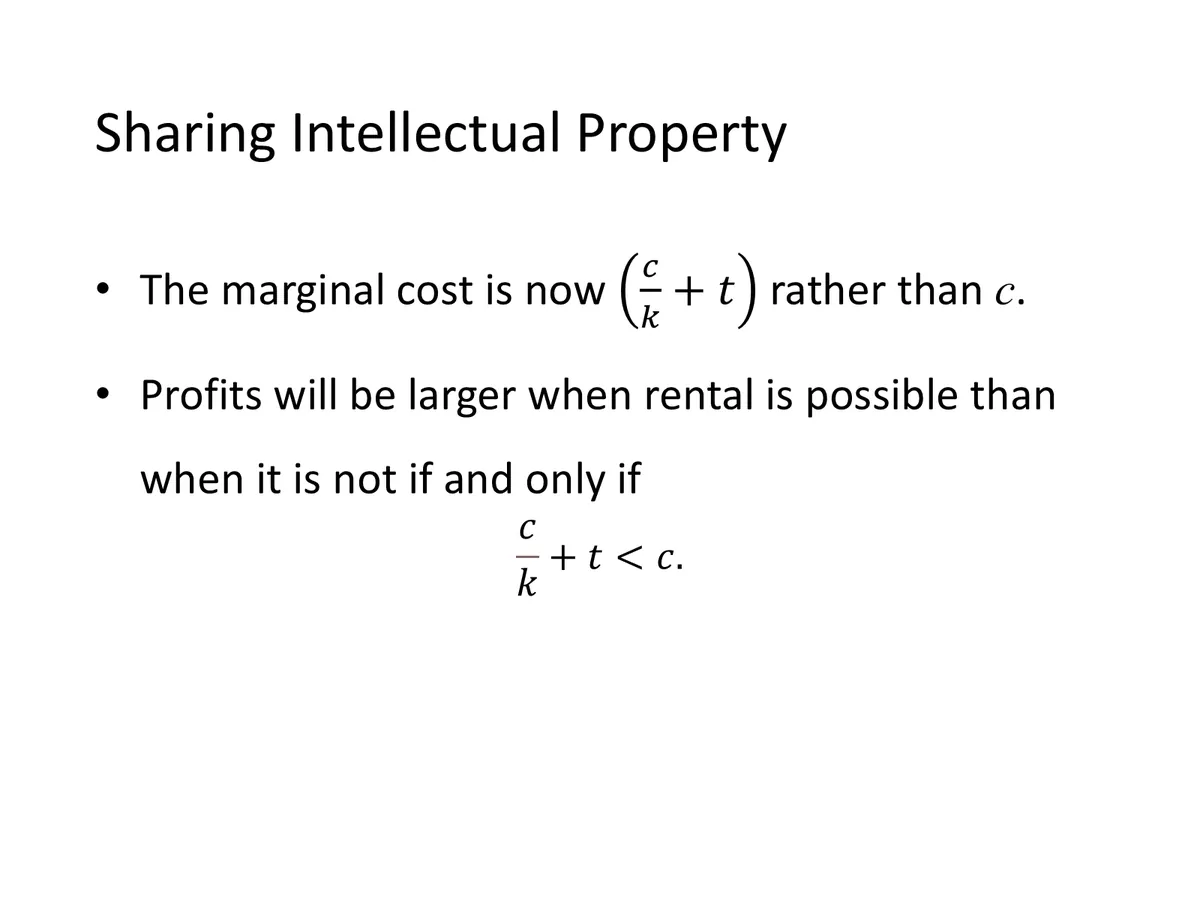 Sharing Intellectual Property
• The marginal cost is now (c/k + t) rather than c.
• Profits will be larger when rental is possible than
when it is not if and only if
c/k + t < c.